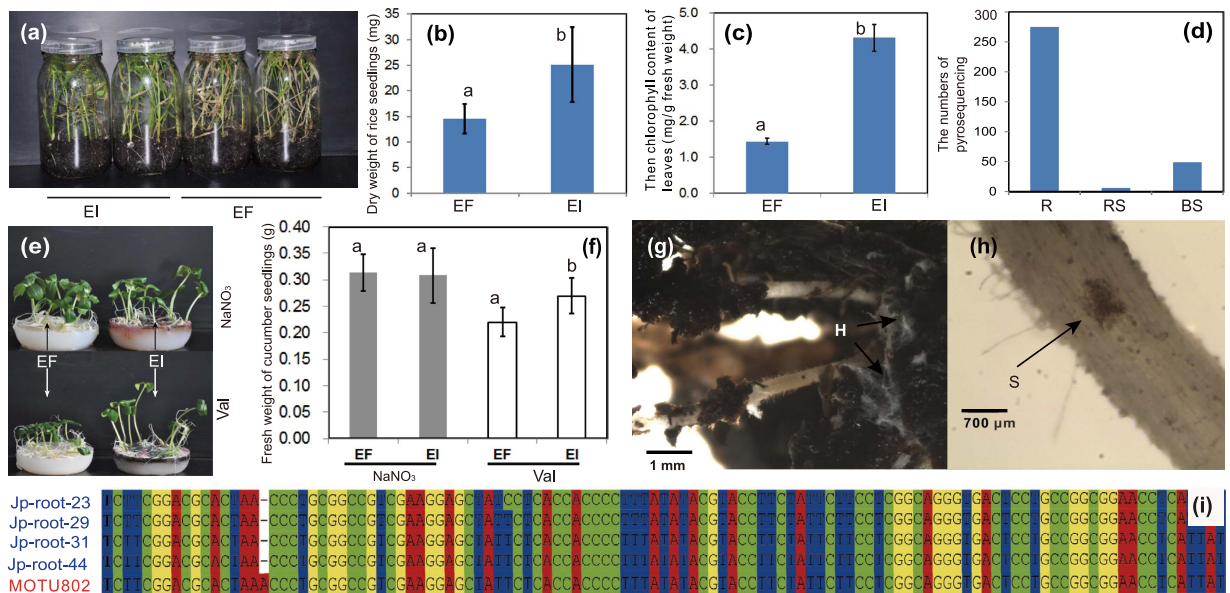 (a)
EI
EF
(b)
Dry weight of rice seedlings (mg)
35
30
25
20
15
10
5
0
a
b
EF
EI
(c)
Then chlorophyll content of
leaves (mg/g fresh weight)
5.0
4.0
3.0
2.0
1.0
0.0
a
b
EF
EI
(d)
The numbers of
pyrosequencing
300
250
200
150
100
50
0
R
RS
BS
(e)
NaNO₃
EF
EI
Val
(f)
Fresh weight of cucumber seedlings (g)
0.40
0.35
0.30
0.25
0.20
0.15
0.10
0.05
0.00
a
a
a
b
EF
EI
EF
EI
NaNO₃
Val
(g)
H
1 mm
(h)
S
700 µm
(i)
Jp-root-23
Jp-root-29
Jp-root-31
Jp-root-44
MOTU802